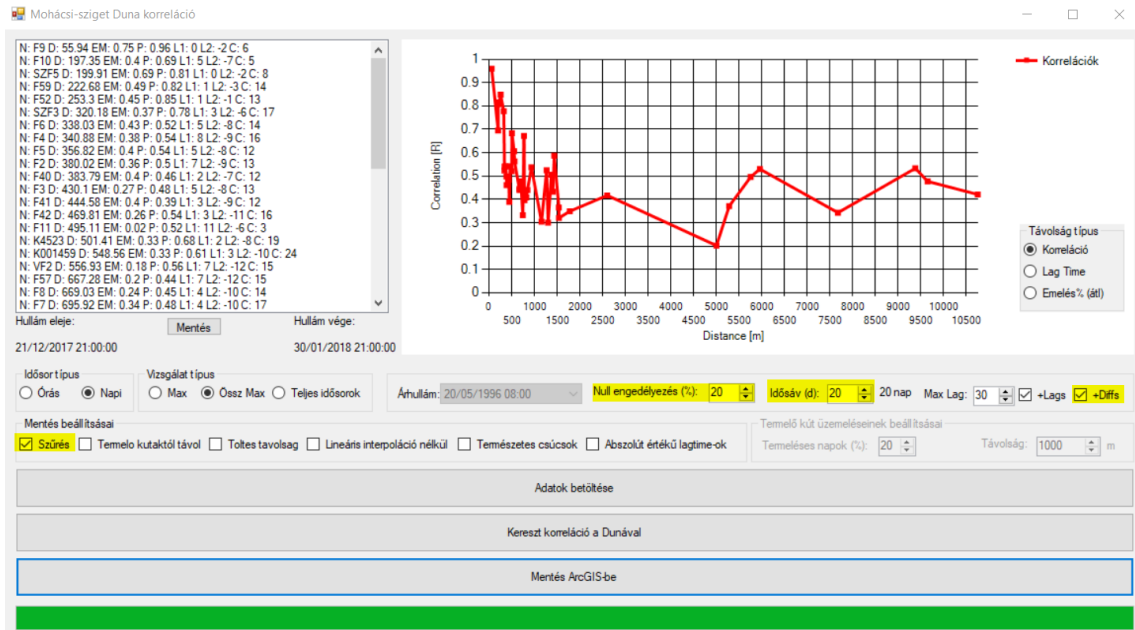 Mohácsi-sziget Duna korreláció
N: F9 D: 55.94 EM: 0.75 P: 0.96 L1: 0 L2: -2 C: 6
N: F10 D: 197.35 EM: 0.4 P: 0.69 L1: 5 L2: -7 C: 5
N: SZF5 D: 199.91 EM: 0.69 P: 0.81 L1: 0 L2: -2 C: 8
N: F59 D: 222.68 EM: 0.49 P: 0.82 L1: 1 L2: -3 C: 14
N: F52 D: 253.3 EM: 0.45 P: 0.85 L1: 1 L2: -1 C: 13
N: SZF3 D: 320.18 EM: 0.37 P: 0.78 L1: 3 L2: -6 C: 17
N: F6 D: 338.03 EM: 0.43 P: 0.52 L1: 5 L2: -8 C: 14
N: F4 D: 340.88 EM: 0.38 P: 0.54 L1: 8 L2: -9 C: 16
N: F5 D: 356.82 EM: 0.4 P: 0.54 L1: 5 L2: -8 C: 12
N: F2 D: 380.02 EM: 0.36 P: 0.5 L1: 7 L2: -9 C: 13
N: F40 D: 383.79 EM: 0.4 P: 0.46 L1: 2 L2: -7 C: 12
N: F3 D: 430.1 EM: 0.27 P: 0.48 L1: 5 L2: -8 C: 13
N: F41 D: 444.58 EM: 0.4 P: 0.39 L1: 3 L2: -9 C: 12
N: F42 D: 469.81 EM: 0.26 P: 0.54 L1: 3 L2: -11 C: 16
N: F11 D: 495.11 EM: 0.02 P: 0.52 L1: 11 L2: -6 C: 3
N: K4523 D: 501.41 EM: 0.33 P: 0.68 L1: 2 L2: -8 C: 19
N: K001459 D: 548.56 EM: 0.33 P: 0.61 L1: 3 L2: -10 C: 24
N: VF2 D: 556.93 EM: 0.18 P: 0.56 L1: 7 L2: -12 C: 15
N: F57 D: 667.28 EM: 0.2 P: 0.44 L1: 7 L2: -12 C: 15
N: F8 D: 669.03 EM: 0.24 P: 0.45 L1: 4 L2: -10 C: 14
N: F7 D: 695.92 EM: 0.34 P: 0.48 L1: 4 L2: -10 C: 17
Hullám eleje: Mentés Hullám vége:
21/12/2017 21:00:00 30/01/2018 21:00:00
1
0.9
0.8
0.7
0.6
0.5
0.4
0.3
0.2
0.1
0
Correlation [R]
0 1000 2000 3000 4000 5000 6000 7000 8000 9000 10000
500 1500 2500 3500 4500 5500 6500 7500 8500 9500 10500
Distance [m]
Korrelációk
Távolság típus
Korreláció
Lag Time
Emelés% (átl)
Idősor típus
Órás Napi
Vizsgálat típus
Max Össz Max Teljes idősorok
Árhullám: 20/05/1996 08:00 Null engedélyezés (%): 20 Idősáv (d): 20 20 nap Max Lag: 30 +Lags +Diffs
Mentés beállításai
Szűrés Termelo kutaktól távol Toltes tavolsag Lineáris interpoláció nélkül Természetes csúcsok Abszolút értékű lagtime-ok
Termelő kút üzemeléseinek beállításai
Termeléses napok (%): 20 Távolság: 1000 m
Adatok betöltése
Kereszt korreláció a Dunával
Mentés ArcGIS-be